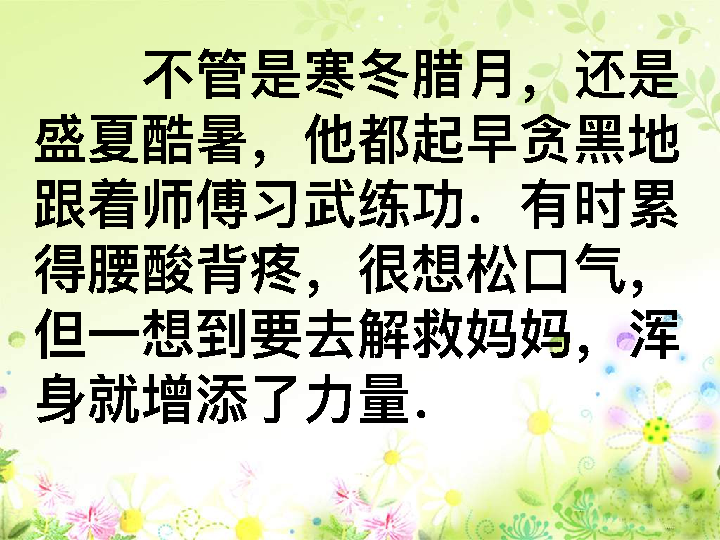 不管是寒冬腊月，还是
盛夏酷暑，他都起早贪黑地
跟着师傅习武练功．有时累
得腰酸背疼，很想松口气，
但一想到要去解救妈妈，浑
身就增添了力量．